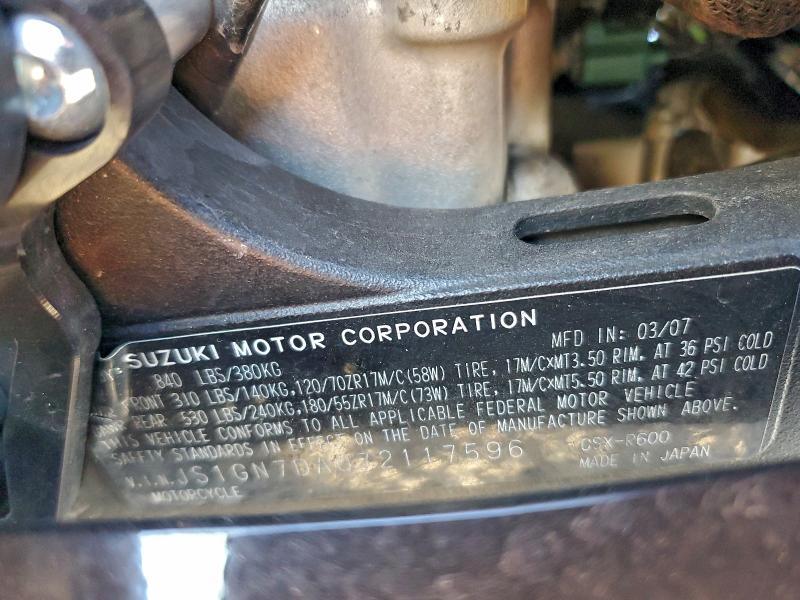 SUZUKI MOTOR CORPORATION MFD IN: 03/07
840 LBS/380KG
FRONT 310 LBS/140KG,120/70ZR17M/C(58W) TIRE, 17M/C×MT3.50 RIM, AT 36 PSI COLD
REAR 530 LBS/240KG,180/55ZR17M/C(73W) TIRE, 17M/C×MT5.50 RIM, AT 42 PSI COLD
THIS VEHICLE CONFORMS TO ALL APPLICABLE FEDERAL MOTOR VEHICLE
SAFETY STANDARDS IN EFFECT ON THE DATE OF MANUFACTURE SHOWN ABOVE.
V.I.N. GSX-R600
MOTORCYCLE MADE IN JAPAN